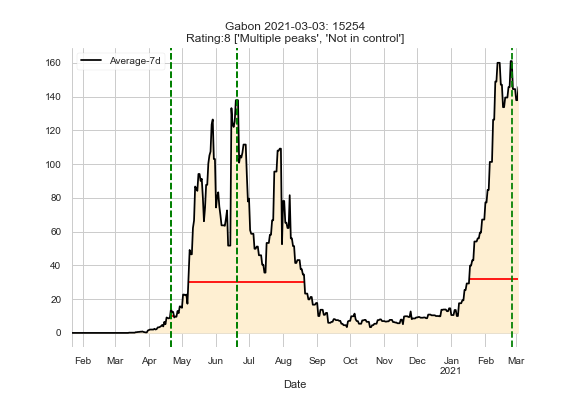 Gabon 2021-03-03: 15254
Rating:8 ['Multiple peaks', 'Not in control']
Average-7d
160
140
120
100
80
60
40
20
0
Feb Mar Apr May Jun Jul Aug Sep Oct Nov Dec Jan Feb Mar
2021
Date